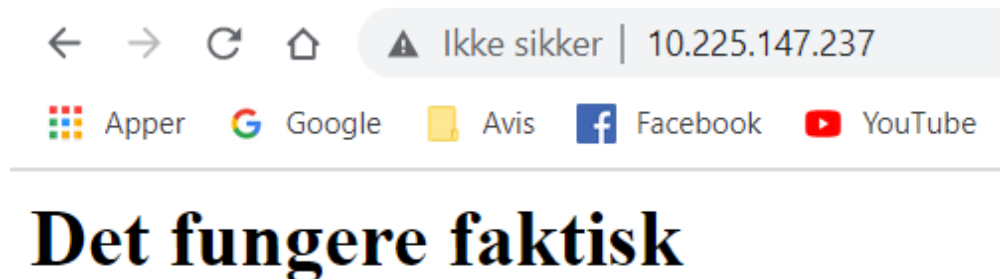 Ikke sikker | 10.225.147.237
Apper Google Avis Facebook YouTube
Det fungere faktisk